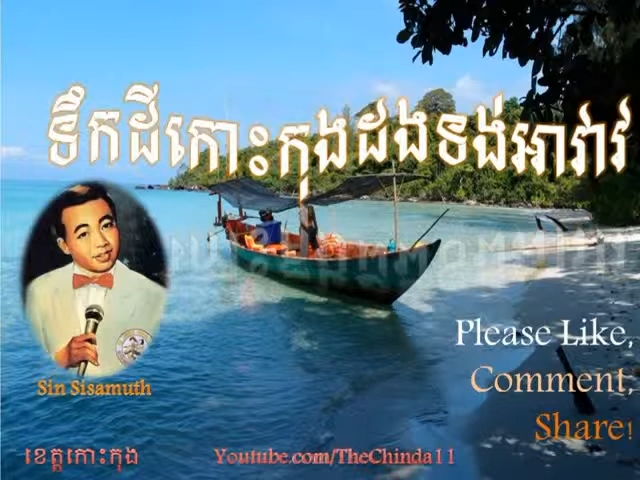 ទឹកដីកោះកុងដងទង់អាវាវ
Please Like,
Comment,
Share!
Sin Sisamuth
ខេត្តកោះកុង
Youtube.com/TheChinda11